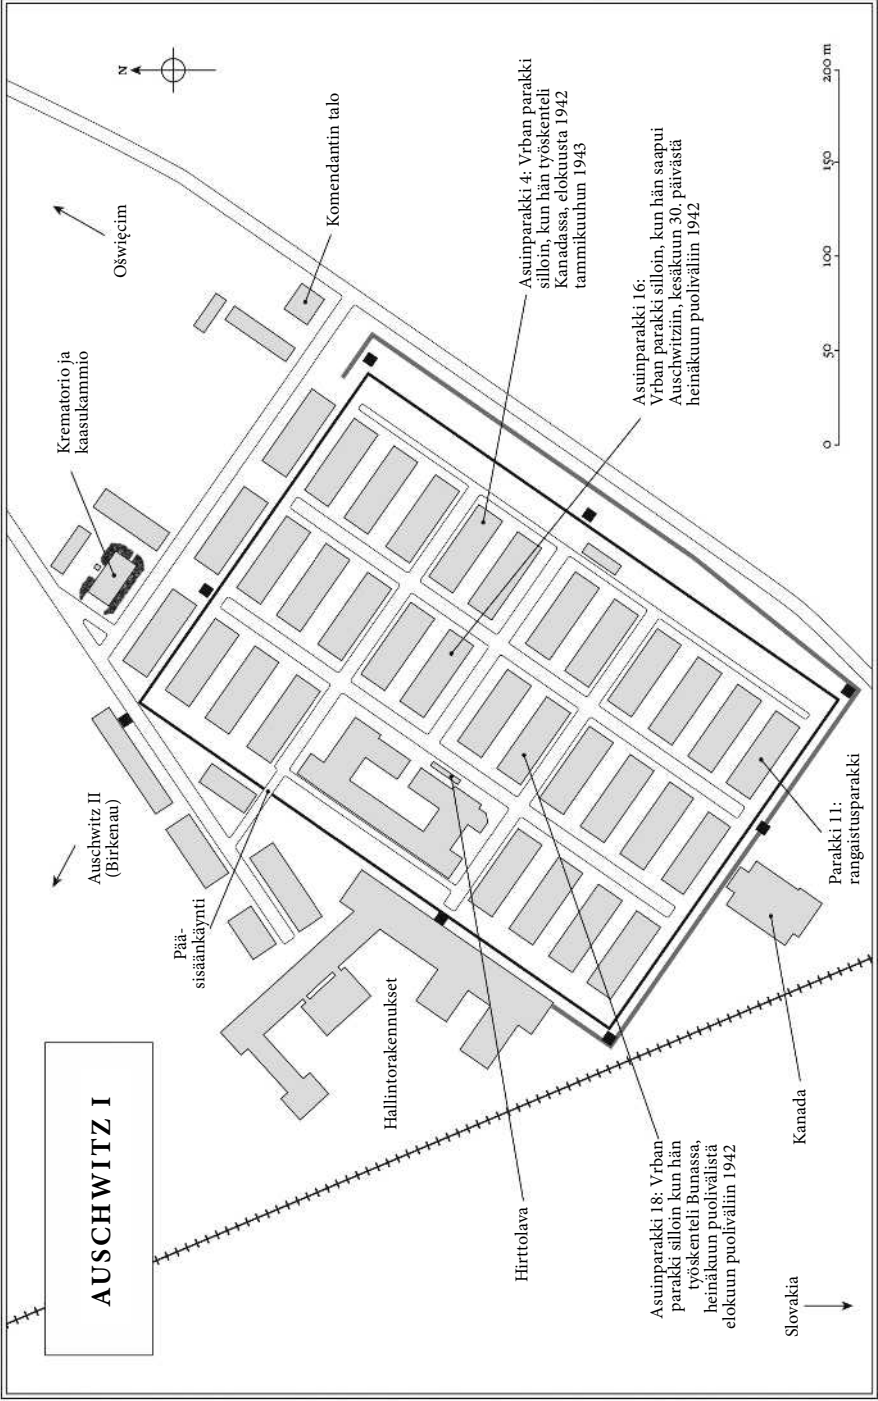 AUSCHWITZ I
N
Oświęcim
Komendantin talo
Krematorio ja
kaasukammio
Auschwitz II
(Birkenau)
Pää-
sisäänkäynti
Hallintorakennukset
Hirttolava
Asuinparakki 4: Vrban parakki
silloin, kun hän työskenteli
Kanadassa, elokuusta 1942
tammikuuhun 1943
Asuinparakki 16:
Vrban parakki silloin, kun hän saapui
Auschwitziin, kesäkuun 30. päivästä
heinäkuun puoliväliin 1942
Asuinparakki 18: Vrban
parakki silloin kun hän
työskenteli Bunassa,
heinäkuun puolivälistä
elokuun puoliväliin 1942
Parakki 11:
rangaistusparakki
Kanada
Slovakia
0 50 100 150 200 m